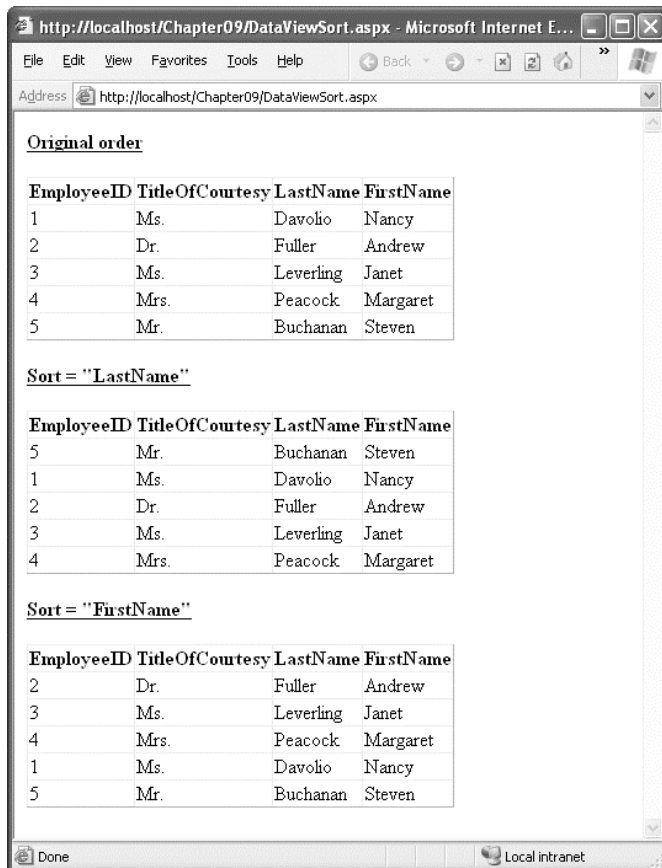 http://localhost/Chapter09/DataViewSort.aspx - Microsoft Internet E...
File Edit View Favorites Tools Help Back »
Address http://localhost/Chapter09/DataViewSort.aspx
Original order
EmployeeID TitleOfCourtesy LastName FirstName
1 Ms. Davolio Nancy
2 Dr. Fuller Andrew
3 Ms. Leverling Janet
4 Mrs. Peacock Margaret
5 Mr. Buchanan Steven
Sort = "LastName"
EmployeeID TitleOfCourtesy LastName FirstName
5 Mr. Buchanan Steven
1 Ms. Davolio Nancy
2 Dr. Fuller Andrew
3 Ms. Leverling Janet
4 Mrs. Peacock Margaret
Sort = "FirstName"
EmployeeID TitleOfCourtesy LastName FirstName
2 Dr. Fuller Andrew
3 Ms. Leverling Janet
4 Mrs. Peacock Margaret
1 Ms. Davolio Nancy
5 Mr. Buchanan Steven
Done Local intranet